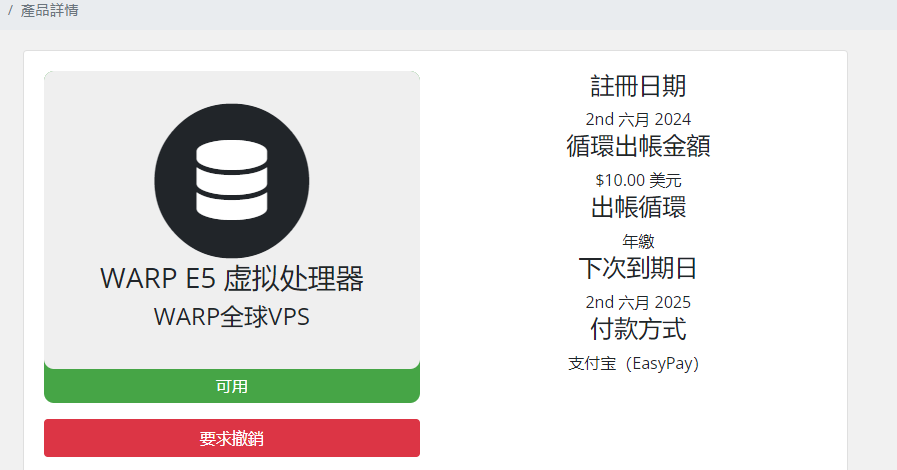 / 產品詳情
WARP E5 虚拟处理器
WARP全球VPS
可用
要求撤銷
註冊日期
2nd 六月 2024
循環出帳金額
$10.00 美元
出帳循環
年繳
下次到期日
2nd 六月 2025
付款方式
支付宝（EasyPay）